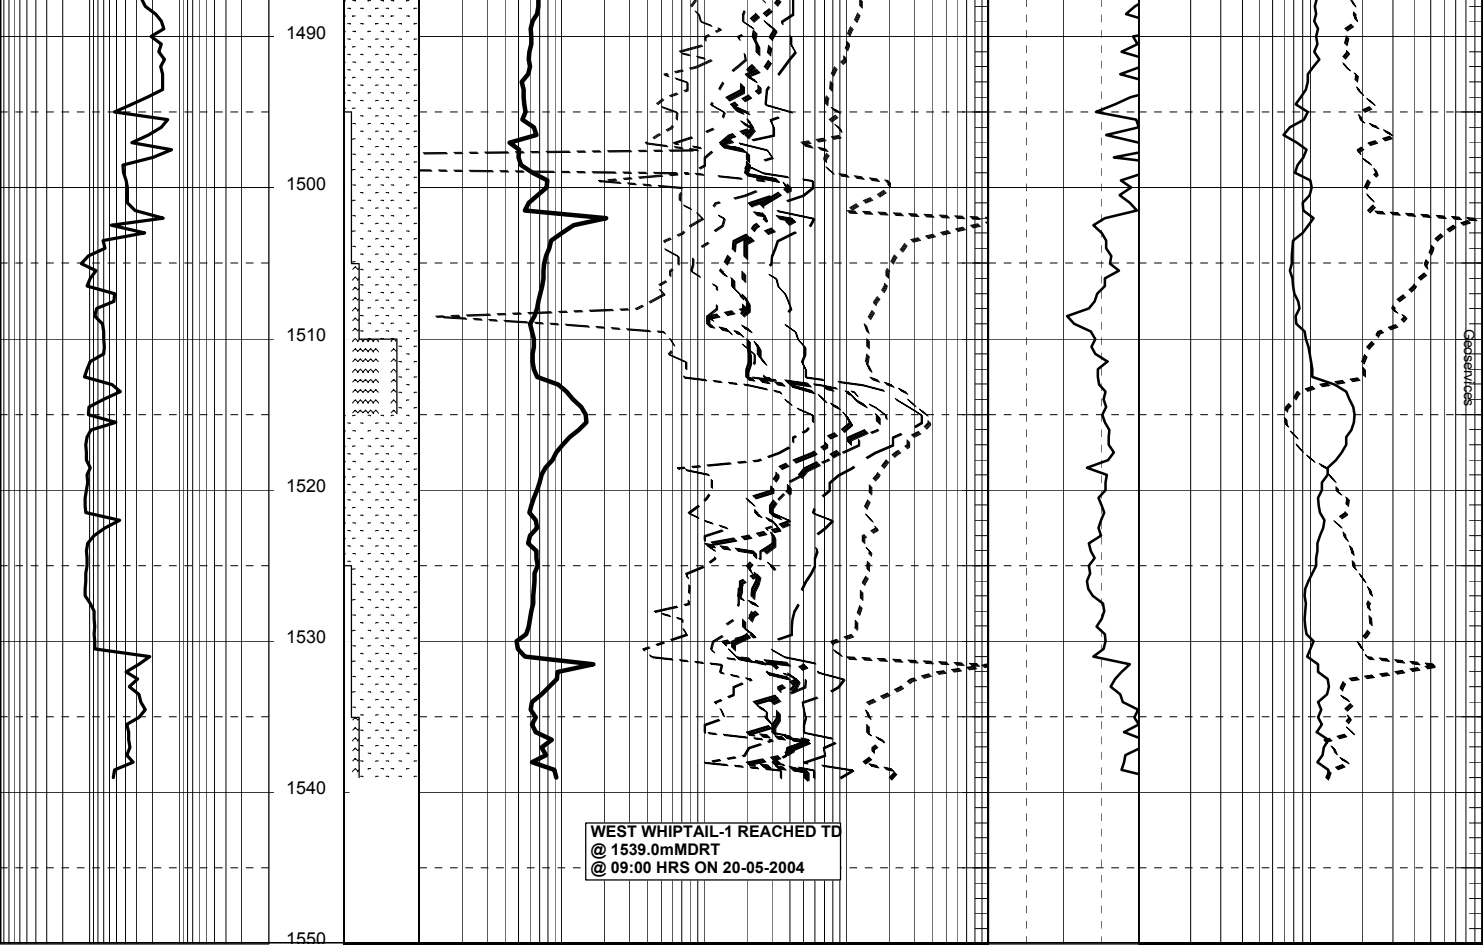 1490
1500
1510
Geoservices
1520
1530
1540
WEST WHIPTAIL-1 REACHED TD
@ 1539.0mMDRT
@ 09:00 HRS ON 20-05-2004
1550